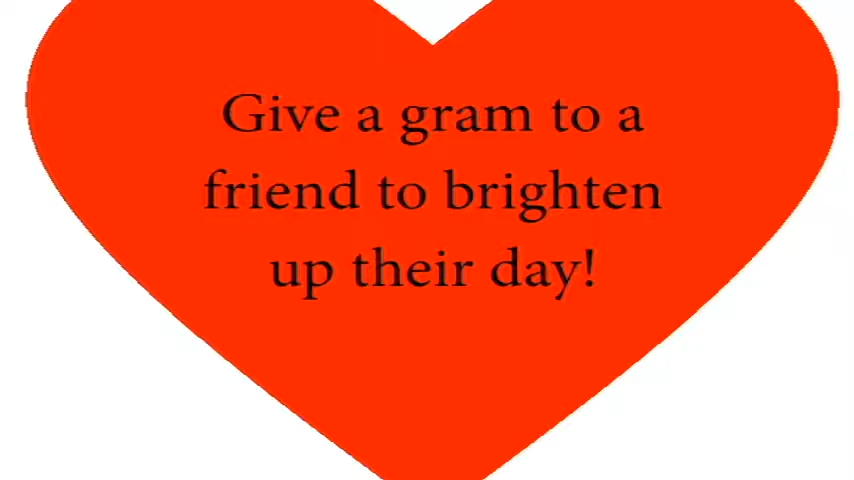 Give a gram to a
friend to brighten
up their day!